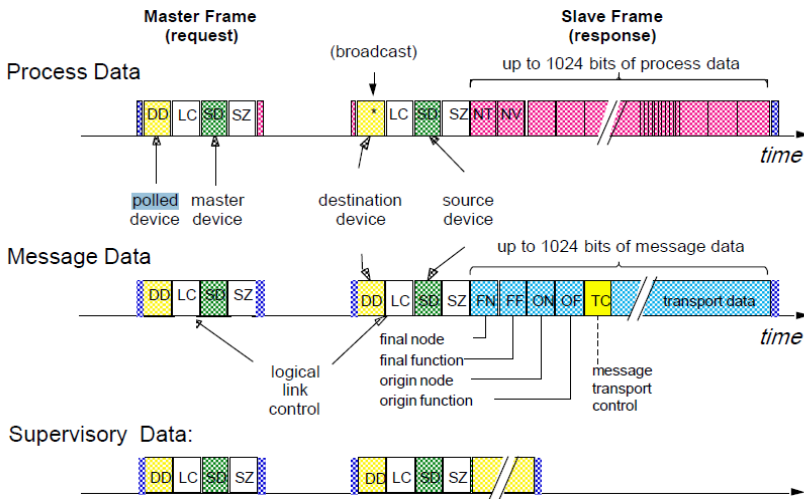 Master Frame
(request)
Slave Frame
(response)
(broadcast)
up to 1024 bits of process data
Process Data
DD LC SD SZ
* LC SD SZ NT NV
time
polled device
master device
destination device
source device
Message Data
up to 1024 bits of message data
DD LC SD SZ
DD LC SD SZ FN FF ON OF TC transport data
time
final node
final function
origin node
origin function
logical link control
message transport control
Supervisory Data:
DD LC SD SZ
DD LC SD SZ